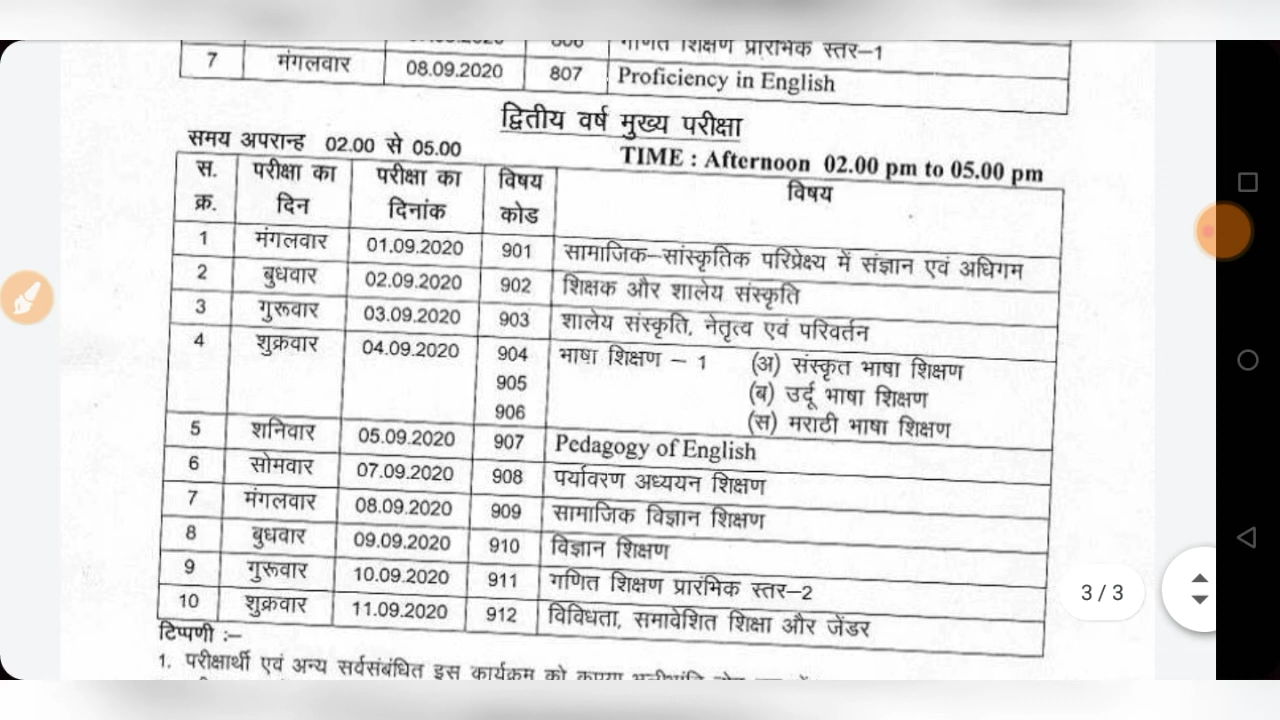 806 गणित शिक्षण प्रारंभिक स्तर–1
7 मंगलवार 08.09.2020 807 Proficiency in English
द्वितीय वर्ष मुख्य परीक्षा
समय अपरान्ह 02.00 से 05.00 TIME : Afternoon 02.00 pm to 05.00 pm
स. क्र. परीक्षा का दिन परीक्षा का दिनांक विषय कोड विषय
1 मंगलवार 01.09.2020 901 सामाजिक–सांस्कृतिक परिप्रेक्ष्य में संज्ञान एवं अधिगम
2 बुधवार 02.09.2020 902 शिक्षक और शालेय संस्कृति
3 गुरूवार 03.09.2020 903 शालेय संस्कृति, नेतृत्व एवं परिवर्तन
4 शुक्रवार 04.09.2020 904 भाषा शिक्षण – 1 (अ) संस्कृत भाषा शिक्षण
905 (ब) उर्दू भाषा शिक्षण
906 (स) मराठी भाषा शिक्षण
5 शनिवार 05.09.2020 907 Pedagogy of English
6 सोमवार 07.09.2020 908 पर्यावरण अध्ययन शिक्षण
7 मंगलवार 08.09.2020 909 सामाजिक विज्ञान शिक्षण
8 बुधवार 09.09.2020 910 विज्ञान शिक्षण
9 गुरूवार 10.09.2020 911 गणित शिक्षण प्रारंभिक स्तर–2
10 शुक्रवार 11.09.2020 912 विविधता, समावेशित शिक्षा और जेंडर
टिप्पणी :–
1. परीक्षार्थी एवं अन्य सर्वसंबंधित इस कार्यक्रम को कृपया
3 / 3